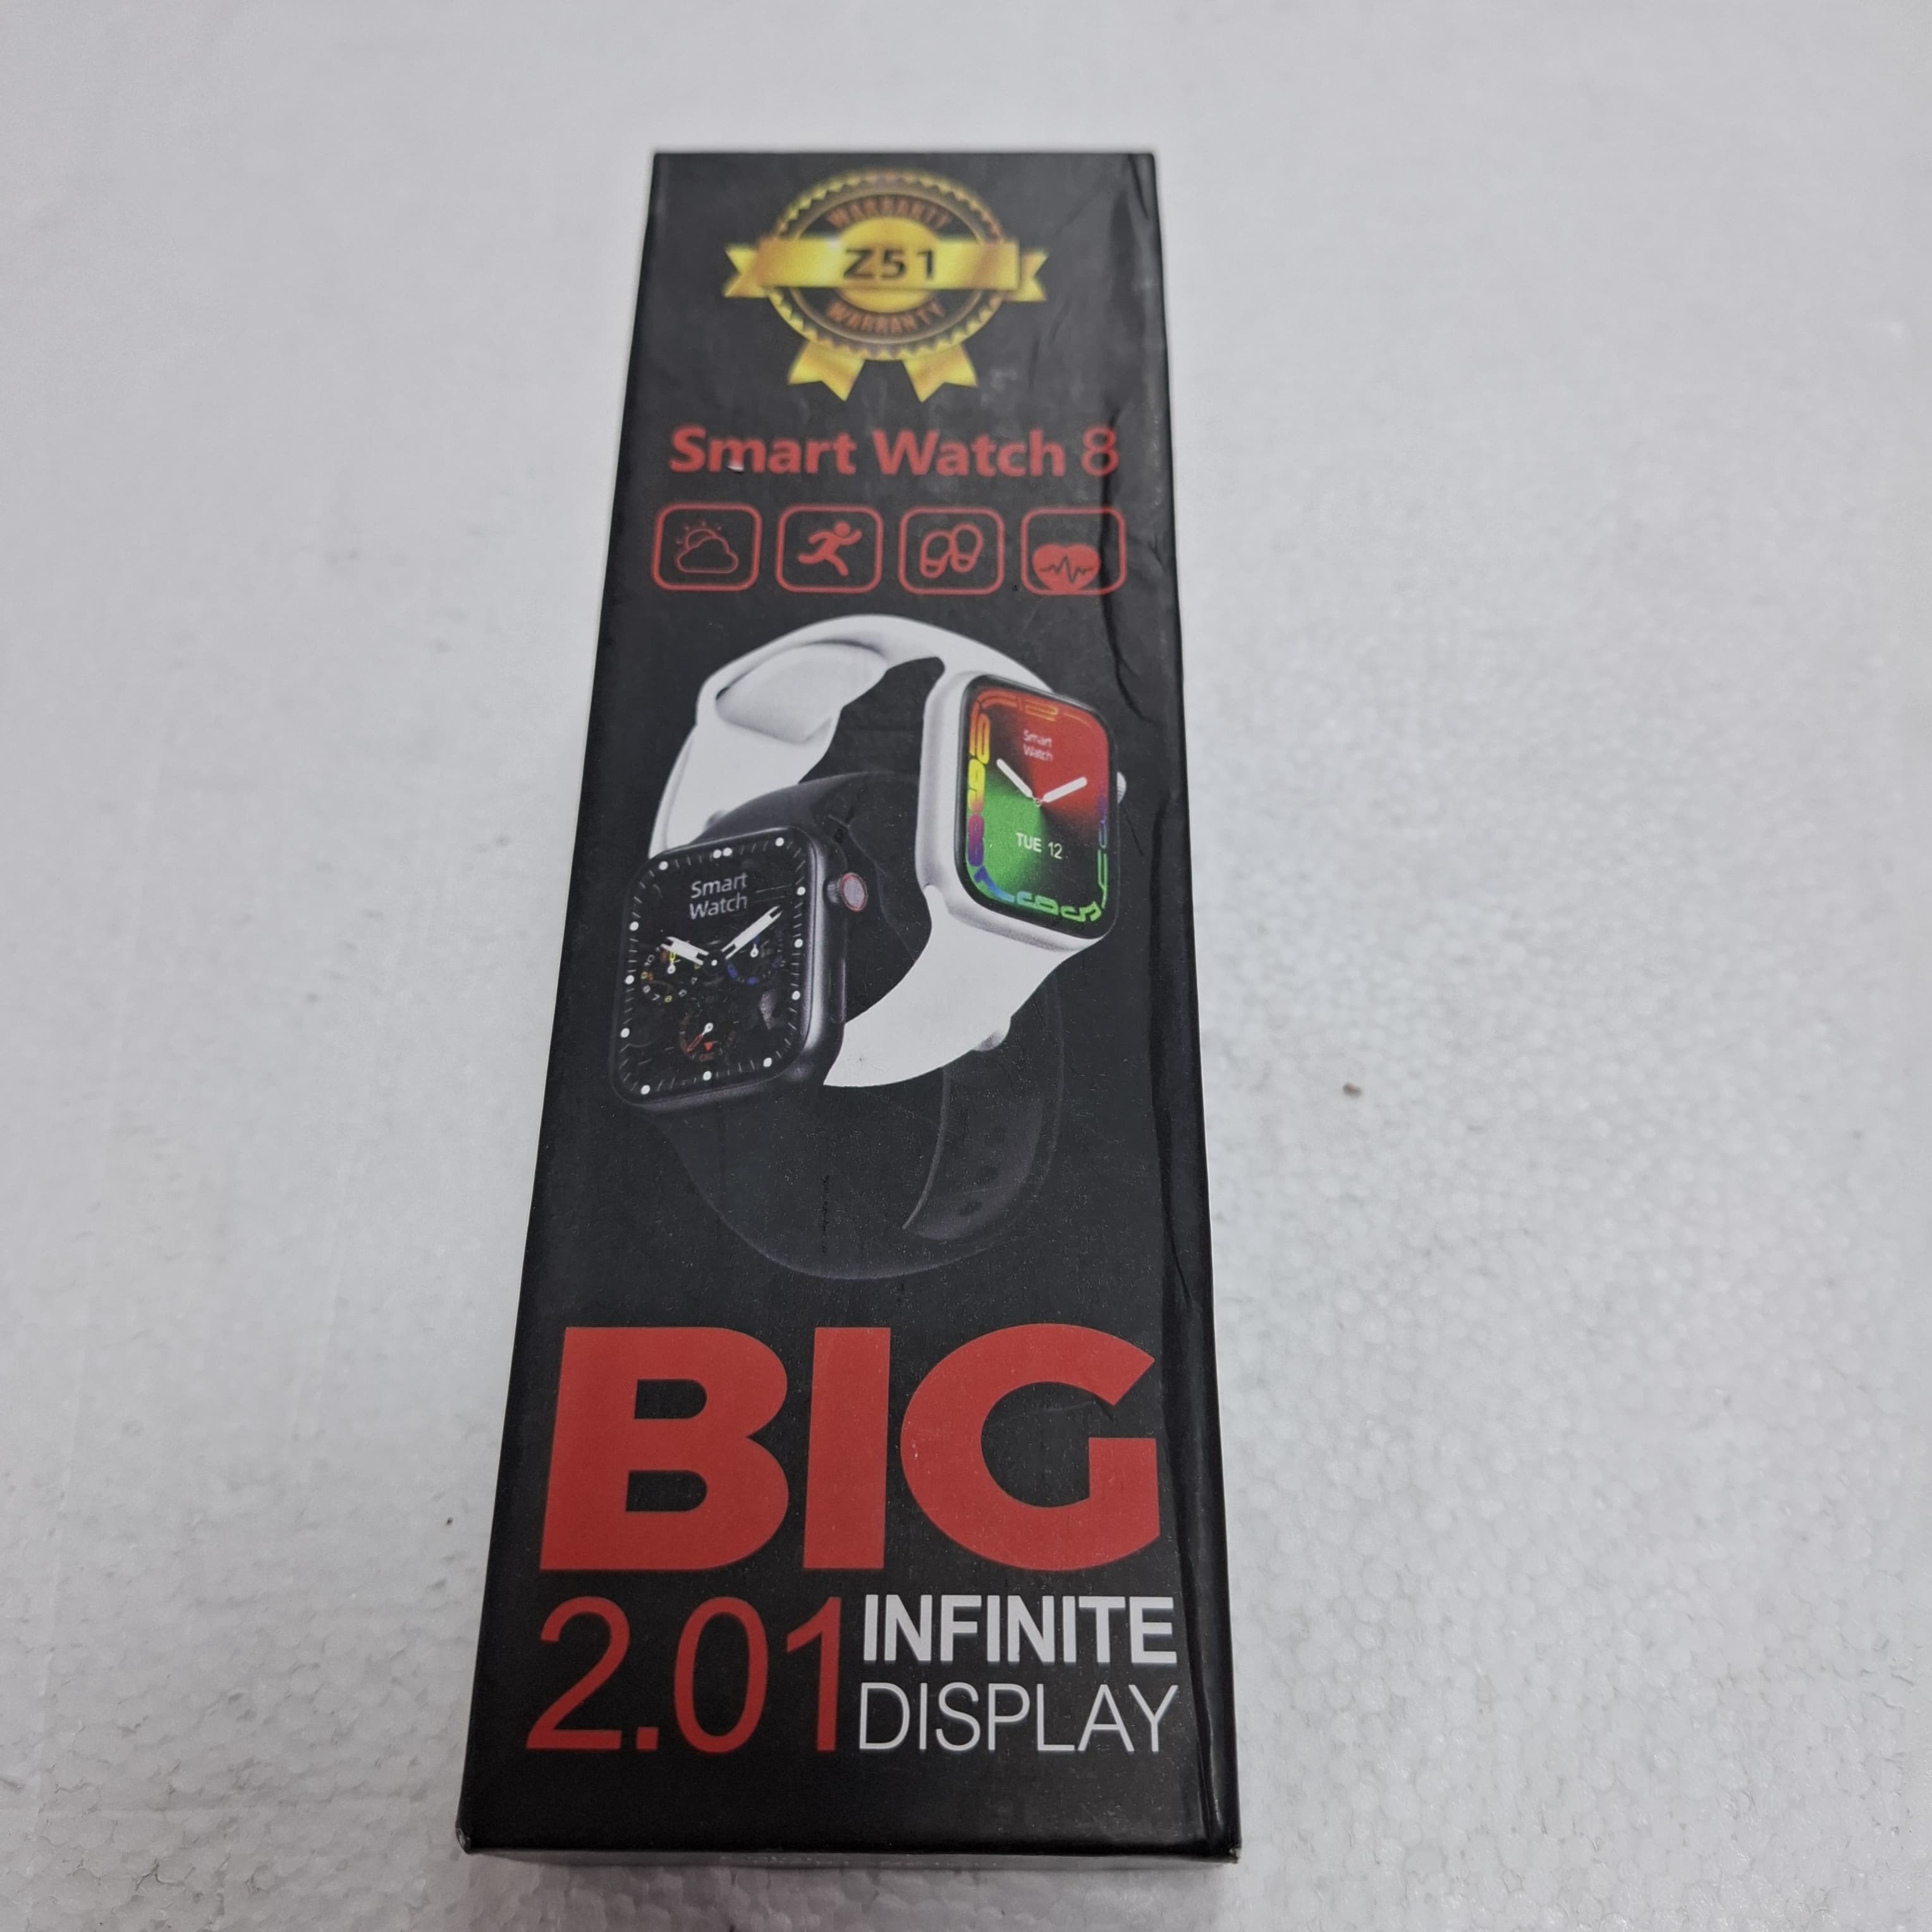 WARRANTY
Z51
WARRANTY
Smart Watch 8
Smart
Watch
TUE 12
Smart
Watch
BIG
2.01 INFINITE
DISPLAY